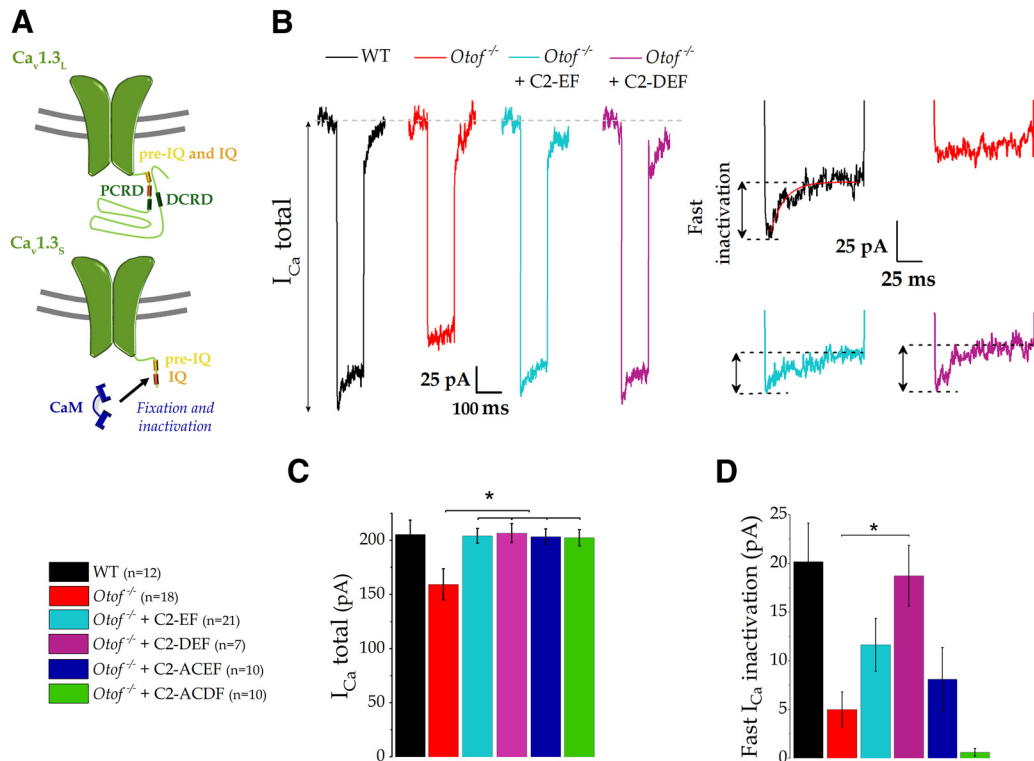 A
Caᵥ1.3L
pre-IQ and IQ
PCRD
DCRD
Caᵥ1.3S
pre-IQ
IQ
CaM
Fixation and
inactivation
B
WT
Otof -/-
Otof -/-
+ C2-EF
Otof -/-
+ C2-DEF
I Ca total
25 pA
100 ms
Fast
inactivation
25 pA
25 ms
WT (n=12)
Otof -/- (n=18)
Otof -/- + C2-EF (n=21)
Otof -/- + C2-DEF (n=7)
Otof -/- + C2-ACEF (n=10)
Otof -/- + C2-ACDF (n=10)
C
*
I Ca total (pA)
200
150
100
50
0
D
*
Fast I Ca inactivation (pA)
25
20
15
10
5
0